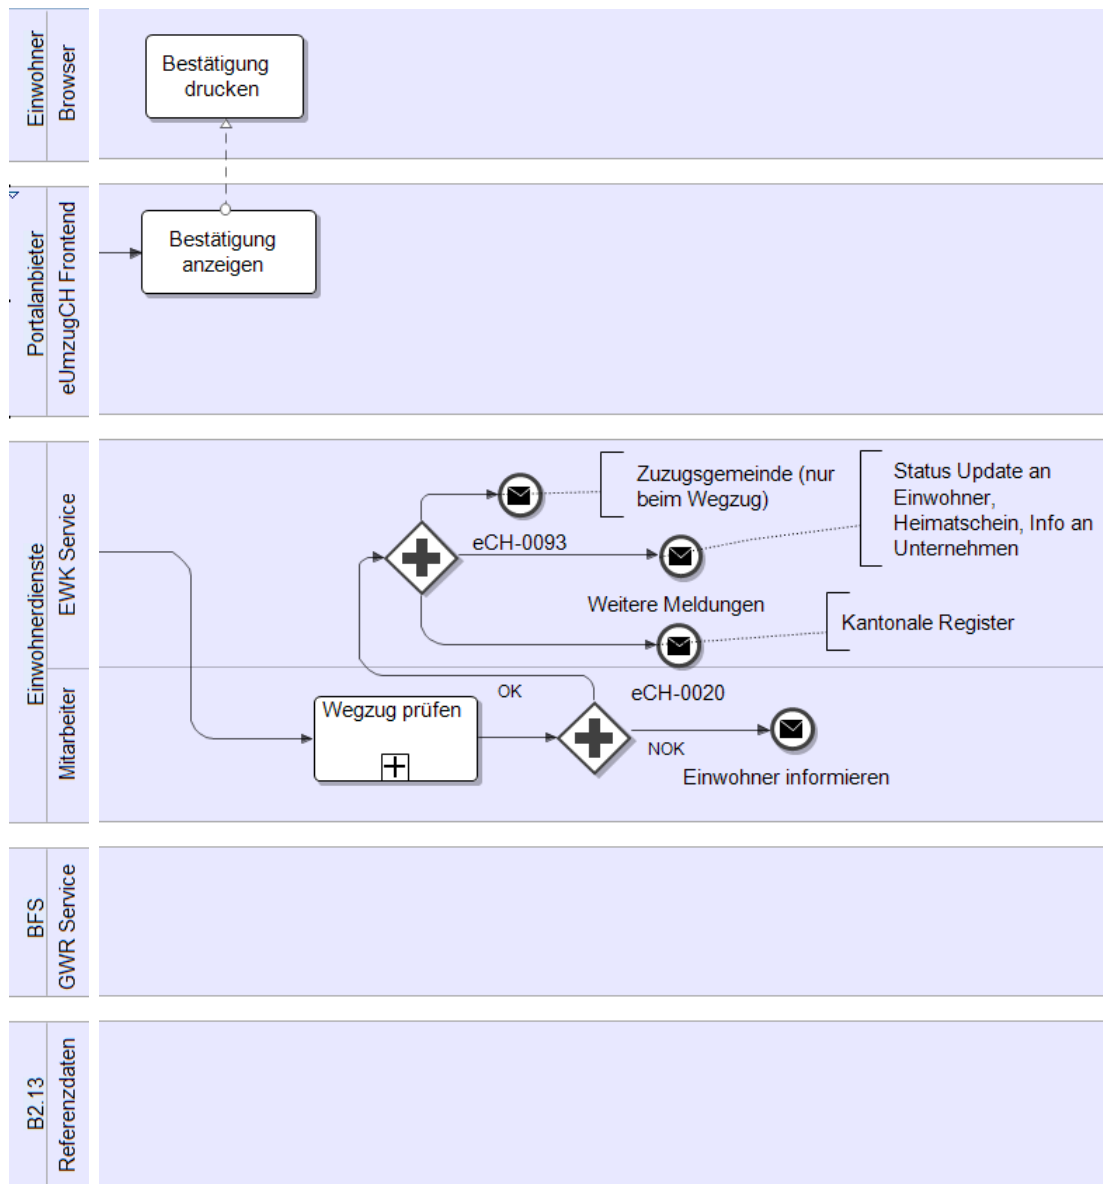 Einwohner
Browser
Bestätigung
drucken
Portalanbieter
eUmzugCH Frontend
Bestätigung
anzeigen
Einwohnerdienste
EWK Service
Zuzugsgemeinde (nur
beim Wegzug)
Status Update an
Einwohner,
Heimatschein, Info an
Unternehmen
eCH-0093
Weitere Meldungen
Kantonale Register
Mitarbeiter
OK
eCH-0020
Wegzug prüfen
NOK
Einwohner informieren
BFS
GWR Service
B2.13
Referenzdaten